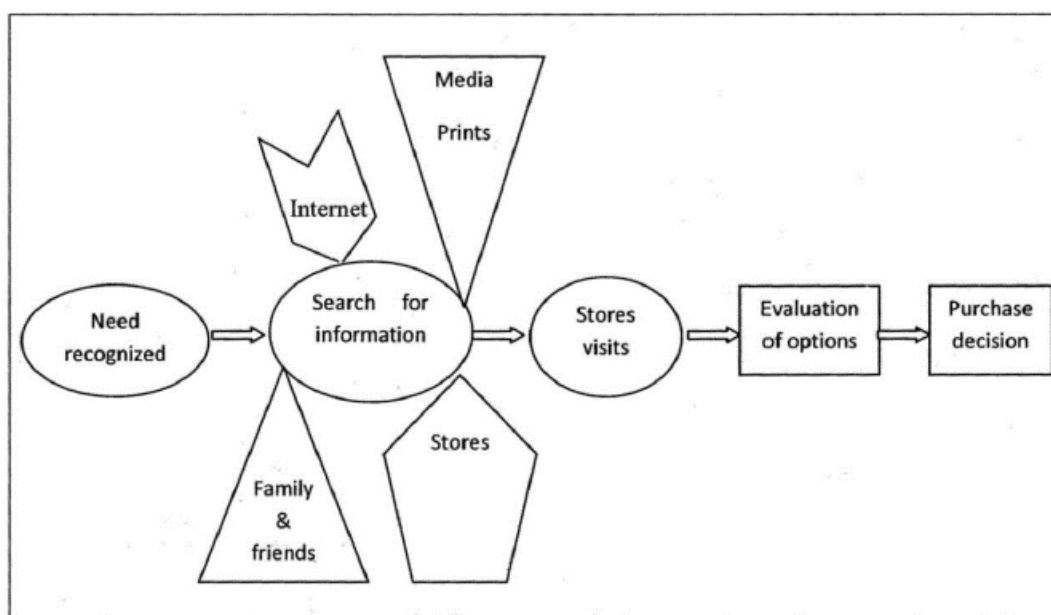 Media
Prints
Internet
Need
recognized
Search for
information
Stores
visits
Evaluation
of options
Purchase
decision
Family
&
friends
Stores